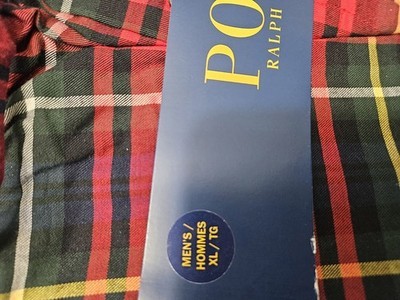 PO
RALPH
MEN'S /
HOMMES
XL / TG